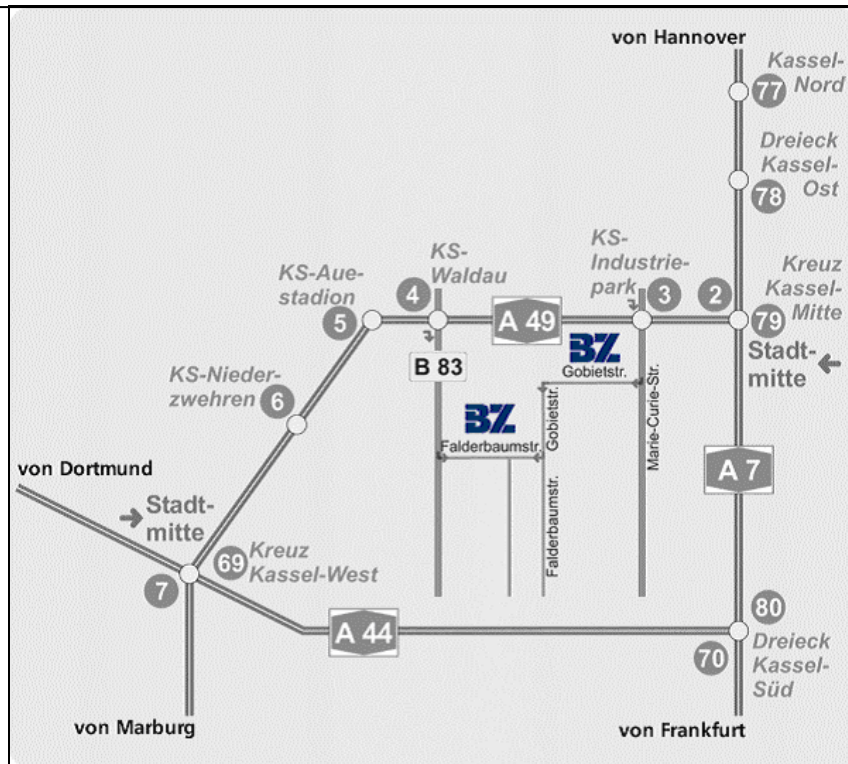 von Hannover
Kassel-
Nord
77
Dreieck
Kassel-
Ost
78
KS-
Industrie-
park
3
2
Kreuz
Kassel-
Mitte
79
KS-
Waldau
4
KS-Aue-
stadion
5
A 49
Stadt-
mitte
B 83
BZ
Gobietstr.
KS-Nieder-
zwehren
6
BZ
Falderbaumstr.
Gobietstr.
Falderbaumstr.
Marie-Curie-Str.
A 7
von Dortmund
Stadt-
mitte
69
Kreuz
Kassel-West
7
A 44
80
70
Dreieck
Kassel-
Süd
von Marburg
von Frankfurt